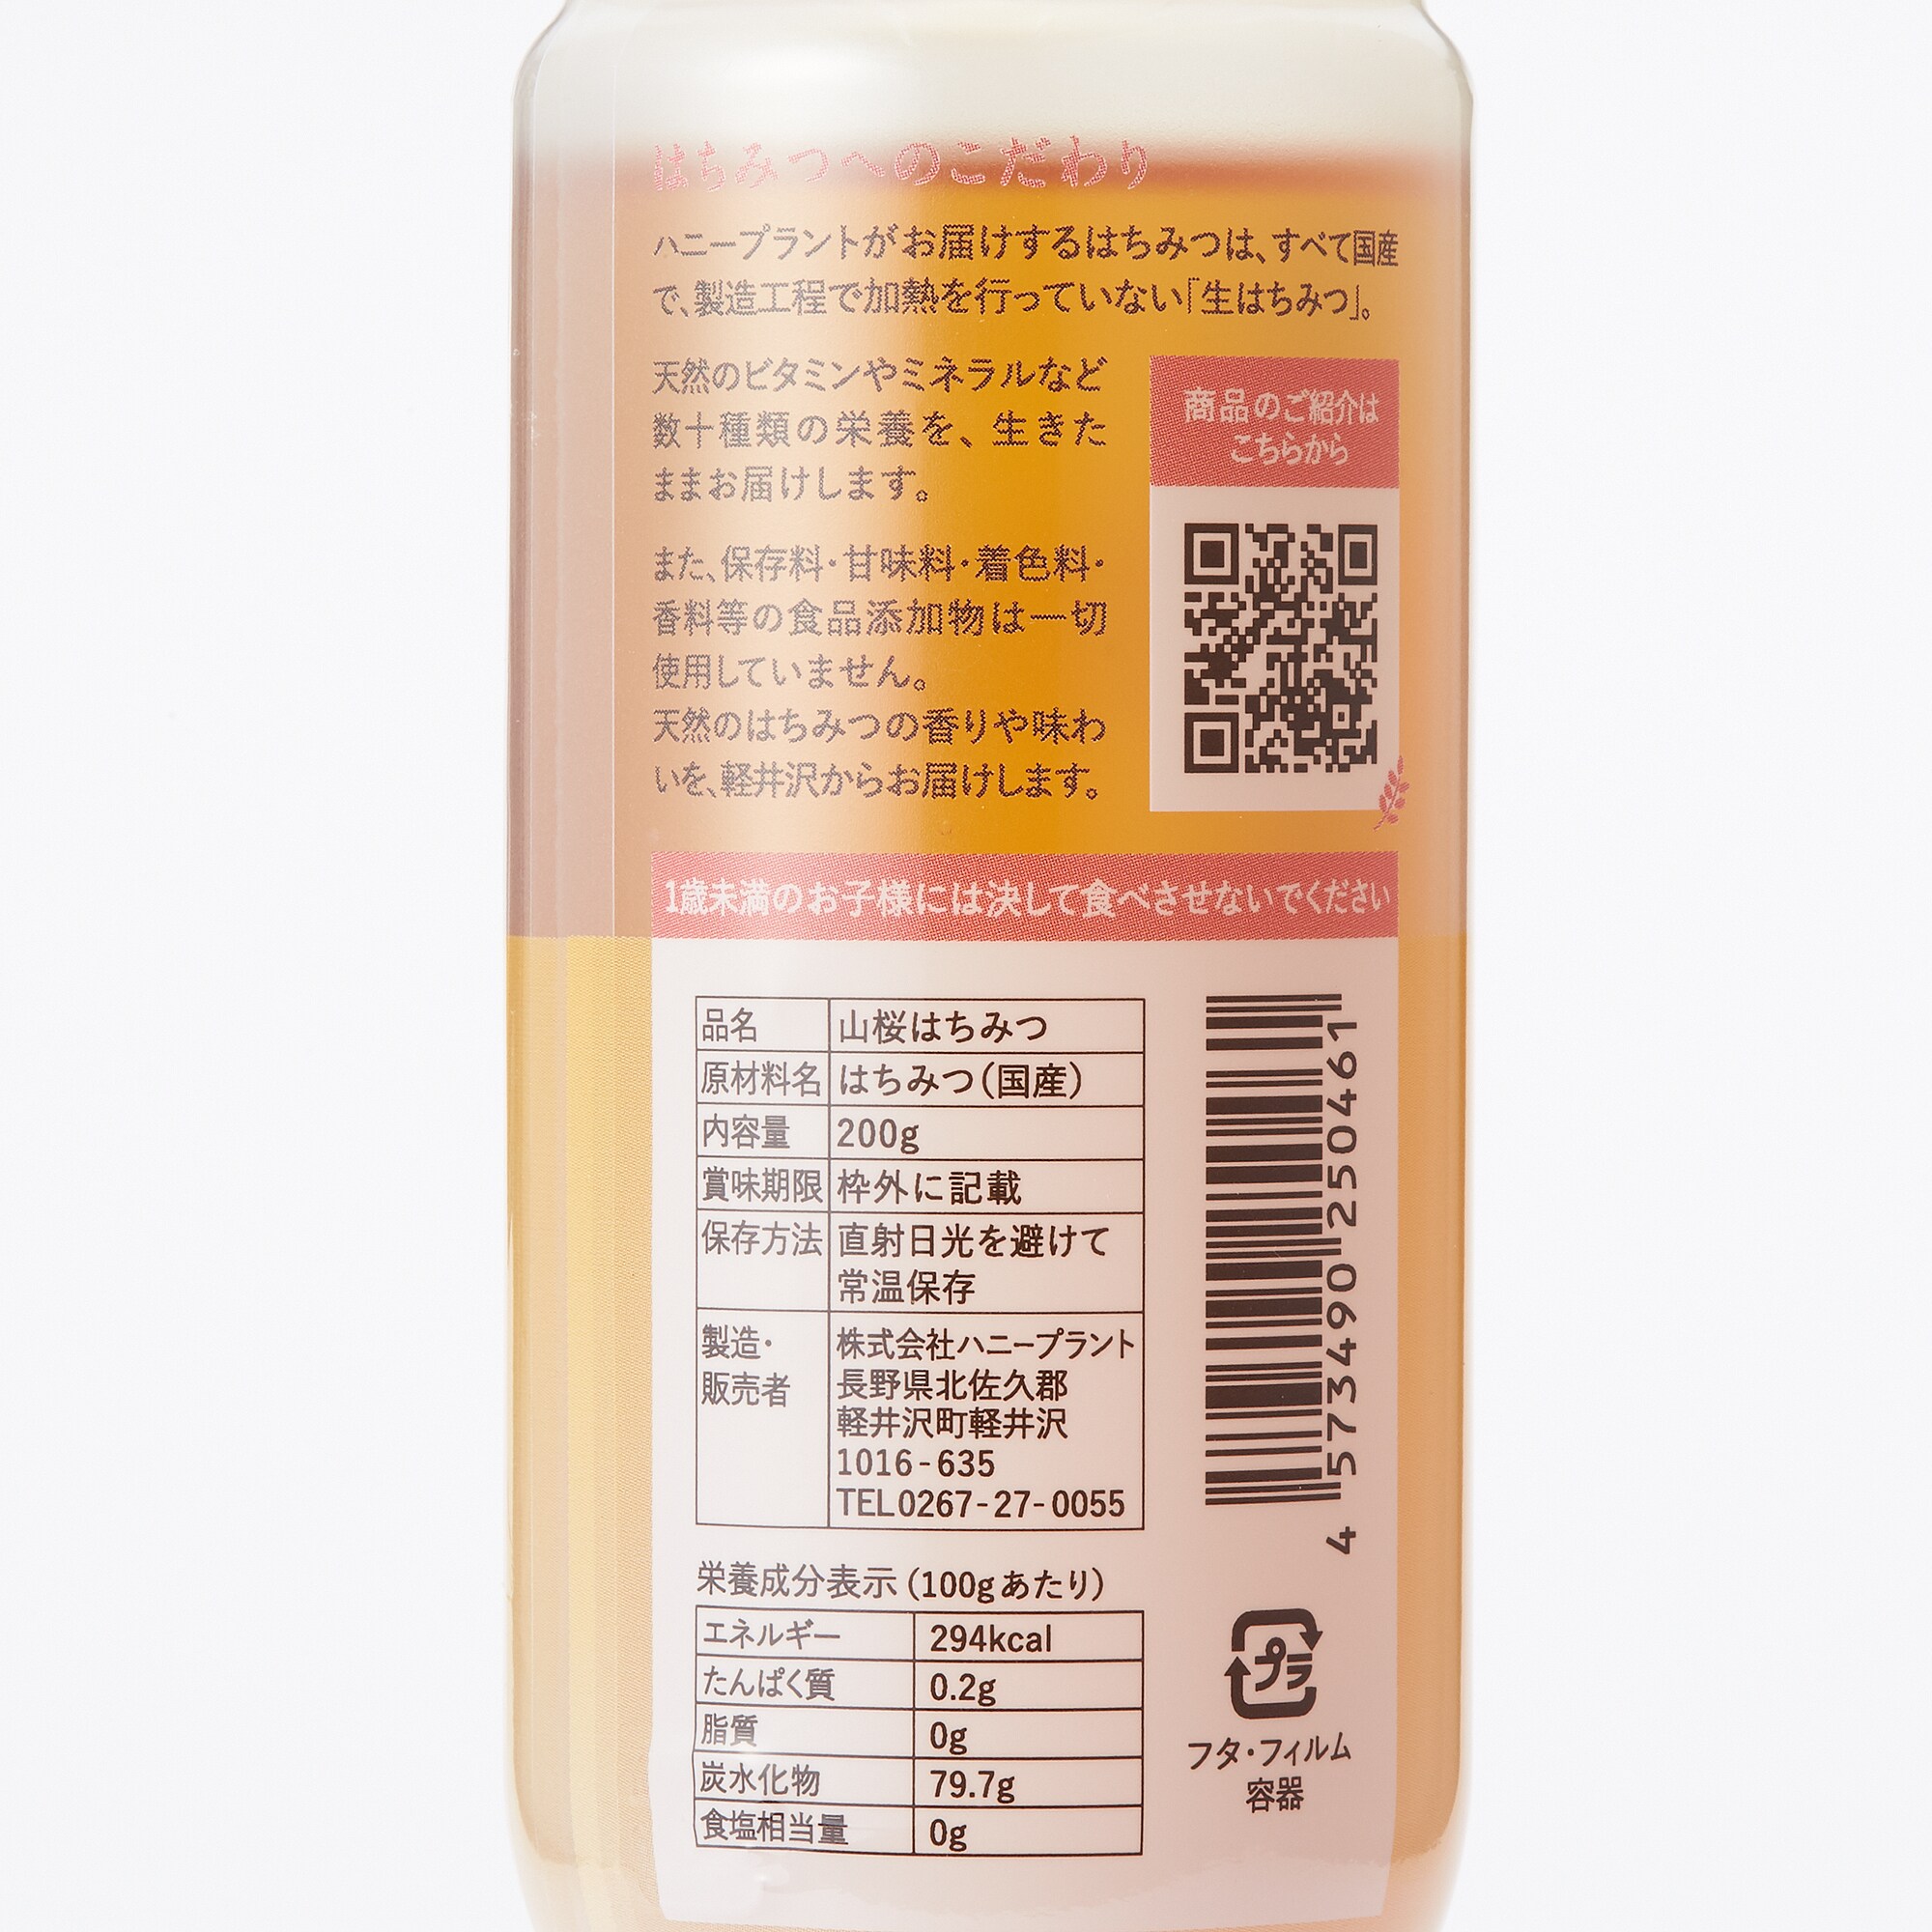 はちみつへのこだわり
ハニープラントがお届けするはちみつは、すべて国産
で、製造工程で加熱を行っていない「生はちみつ」。
天然のビタミンやミネラルなど
数十種類の栄養を、生きた
ままお届けします。
また、保存料・甘味料・着色料・
香料等の食品添加物は一切
使用していません。
天然のはちみつの香りや味わ
いを、軽井沢からお届けします。
商品のご紹介は
こちらから
1歳未満のお子様には決して食べさせないでください
品名 山桜はちみつ
原材料名 はちみつ(国産)
内容量 200g
賞味期限 枠外に記載
保存方法 直射日光を避けて
常温保存
製造・ 株式会社ハニープラント
販売者 長野県北佐久郡
軽井沢町軽井沢
1016-635
TEL0267-27-0055
4 573490 250461
栄養成分表示(100gあたり)
エネルギー 294kcal
たんぱく質 0.2g
脂質 0g
炭水化物 79.7g
食塩相当量 0g
プラ
フタ・フィルム
容器